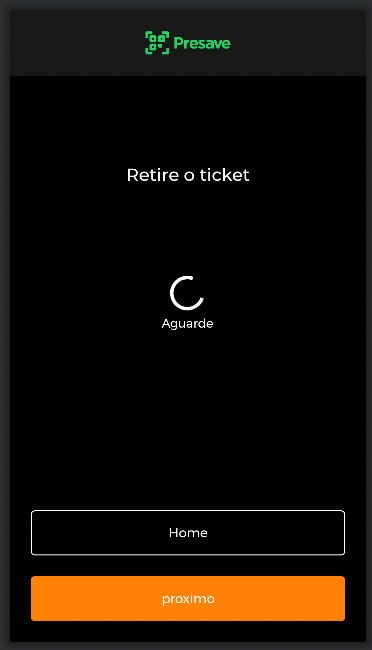 Presave
Retire o ticket
Aguarde
Home
proximo